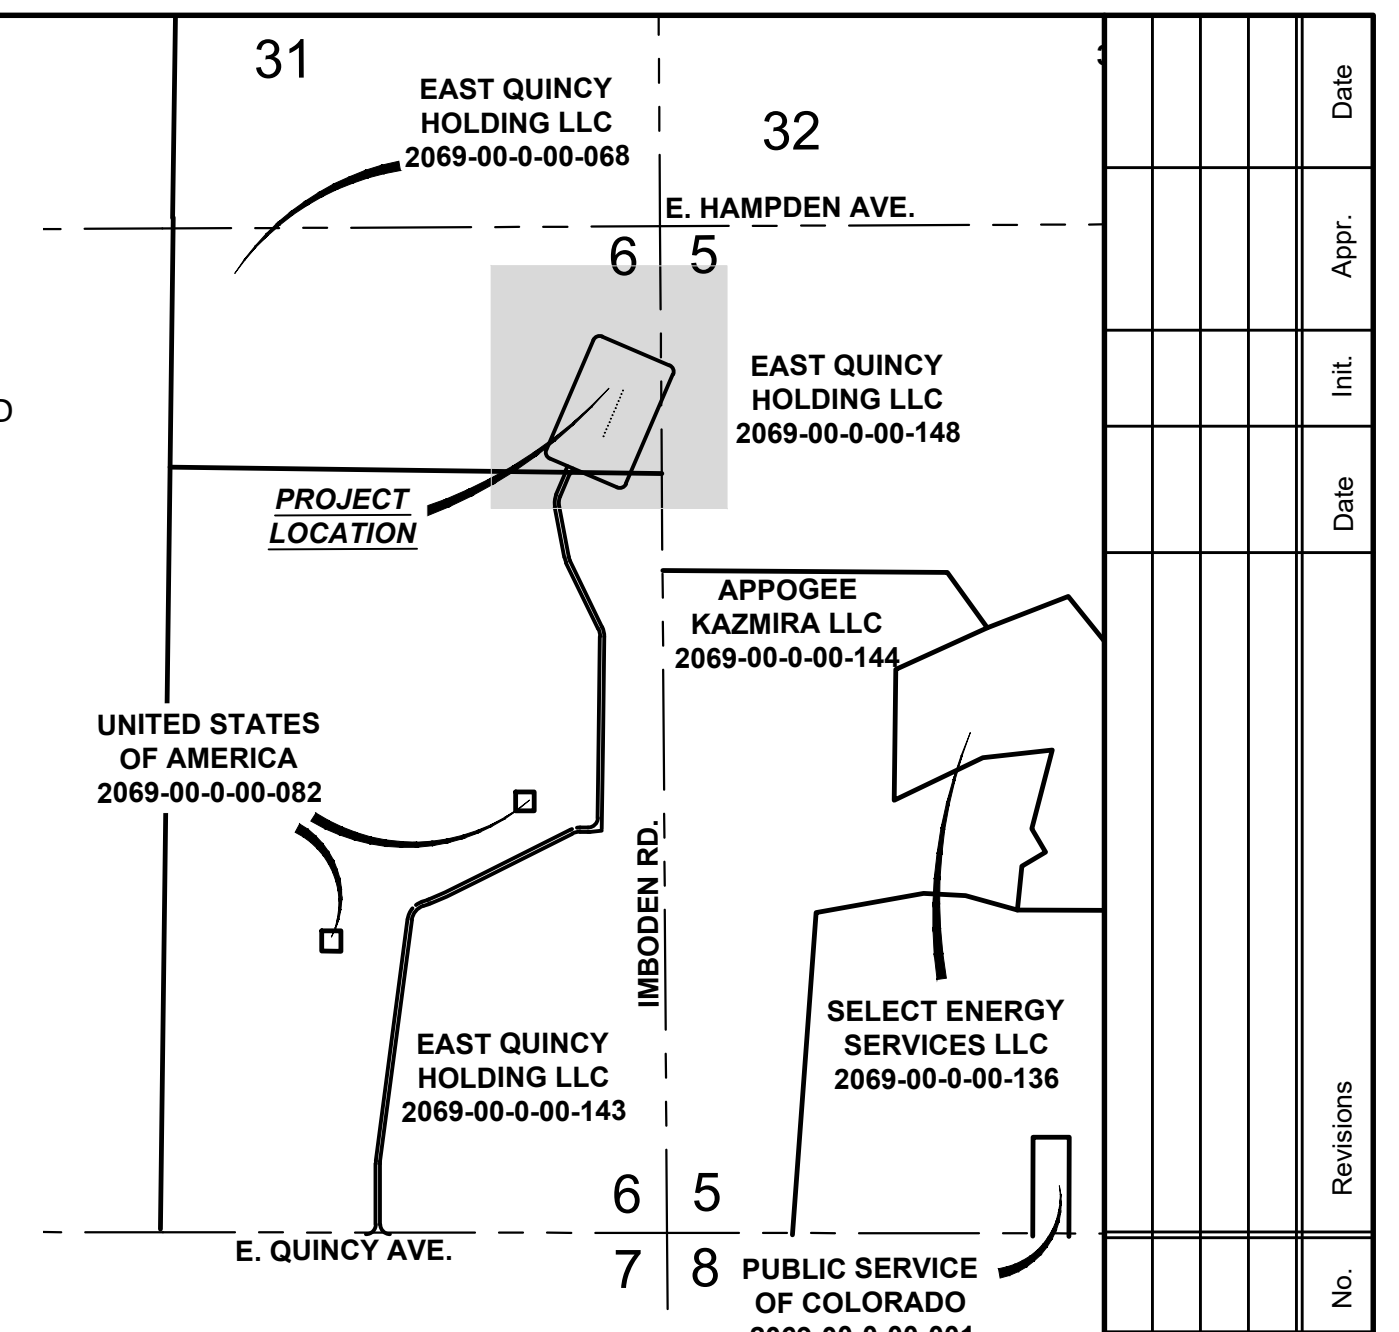 31
EAST QUINCY
HOLDING LLC
2069-00-0-00-068
32
E. HAMPDEN AVE.
6 5
EAST QUINCY
HOLDING LLC
2069-00-0-00-148
PROJECT
LOCATION
APPOGEE
KAZMIRA LLC
2069-00-0-00-144
UNITED STATES
OF AMERICA
2069-00-0-00-082
IMBODEN RD.
SELECT ENERGY
SERVICES LLC
2069-00-0-00-136
EAST QUINCY
HOLDING LLC
2069-00-0-00-143
6 5
E. QUINCY AVE.
7 8
PUBLIC SERVICE
OF COLORADO
Date
Appr.
Init.
Date
Revisions
No.